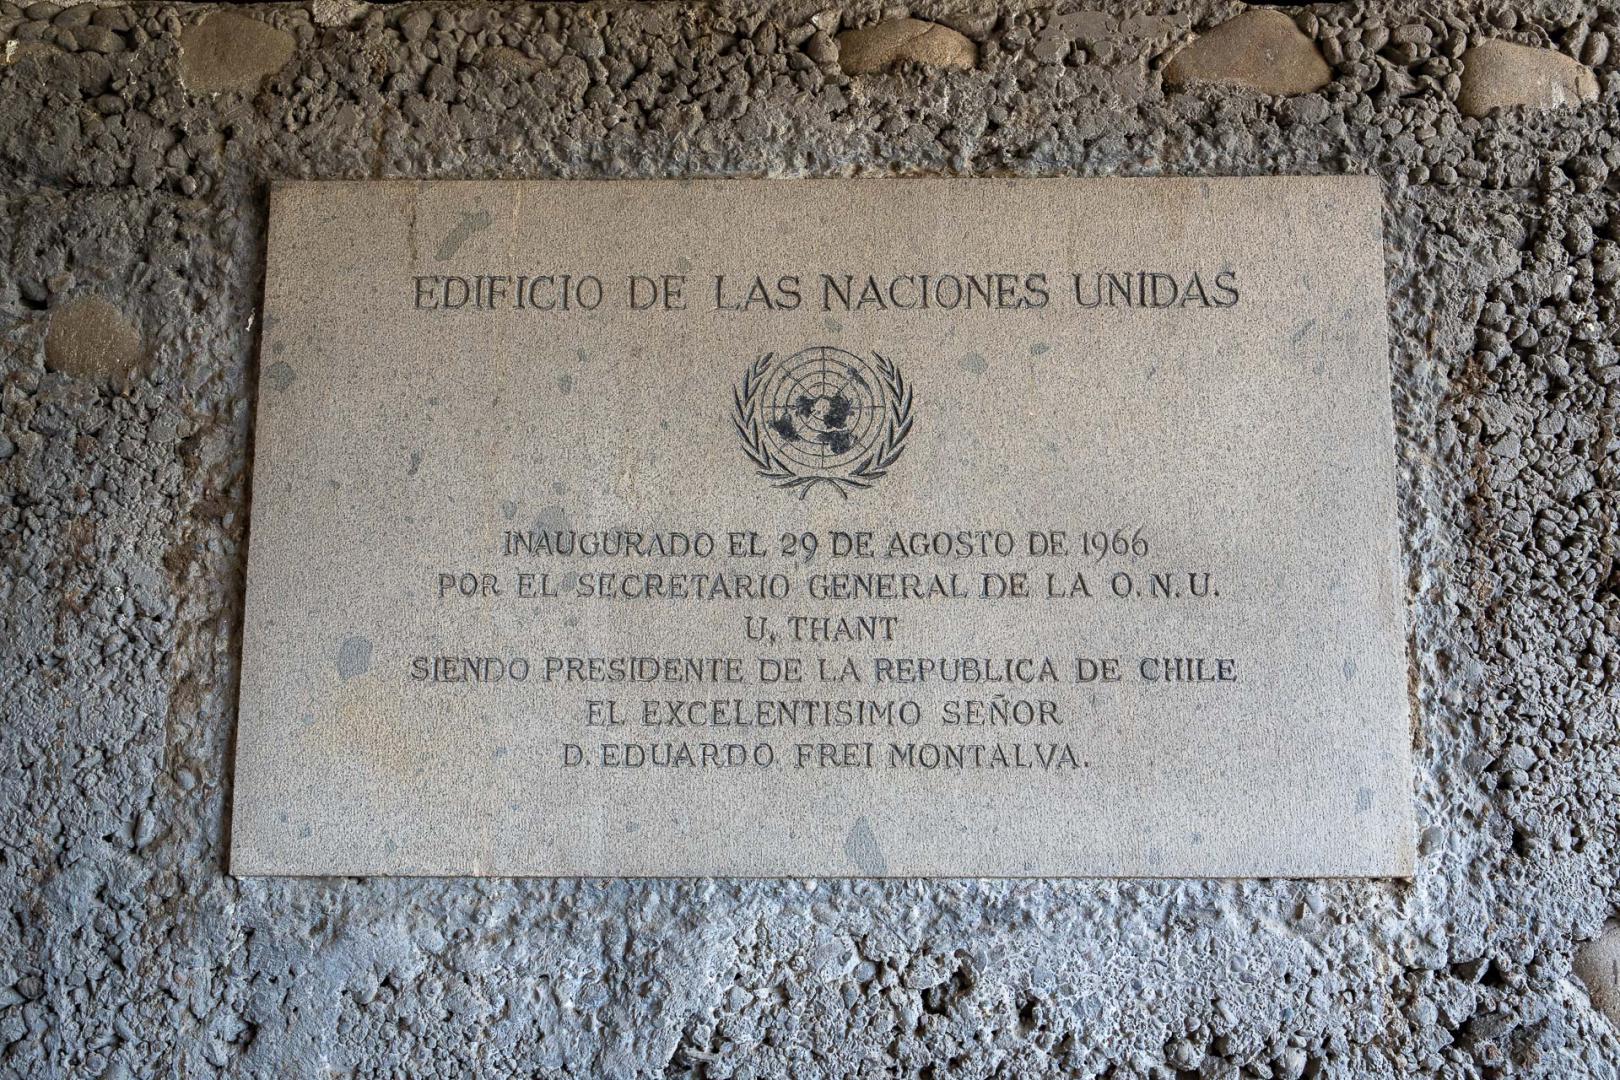 EDIFICIO DE LAS NACIONES UNIDAS
INAUGURADO EL 29 DE AGOSTO DE 1966
POR EL SECRETARIO GENERAL DE LA O.N.U.
U, THANT
SIENDO PRESIDENTE DE LA REPUBLICA DE CHILE
EL EXCELENTISIMO SEÑOR
D. EDUARDO FREI MONTALVA.